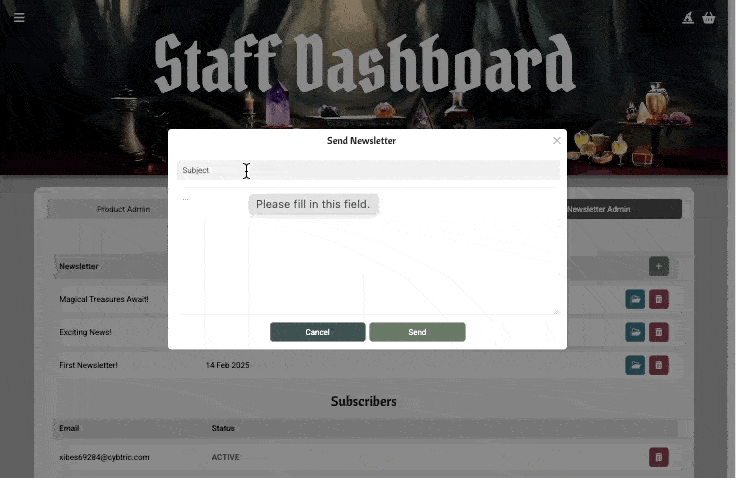 Staff Dashboard
Send Newsletter
Subject
...
Please fill in this field.
Product Admin
Newsletter Admin
Newsletter
Magical Treasures Await!
Exciting News!
Cancel
Send
First Newsletter!
14 Feb 2025
Subscribers
Email
Status
xibes69284@cybtric.com
ACTIVE